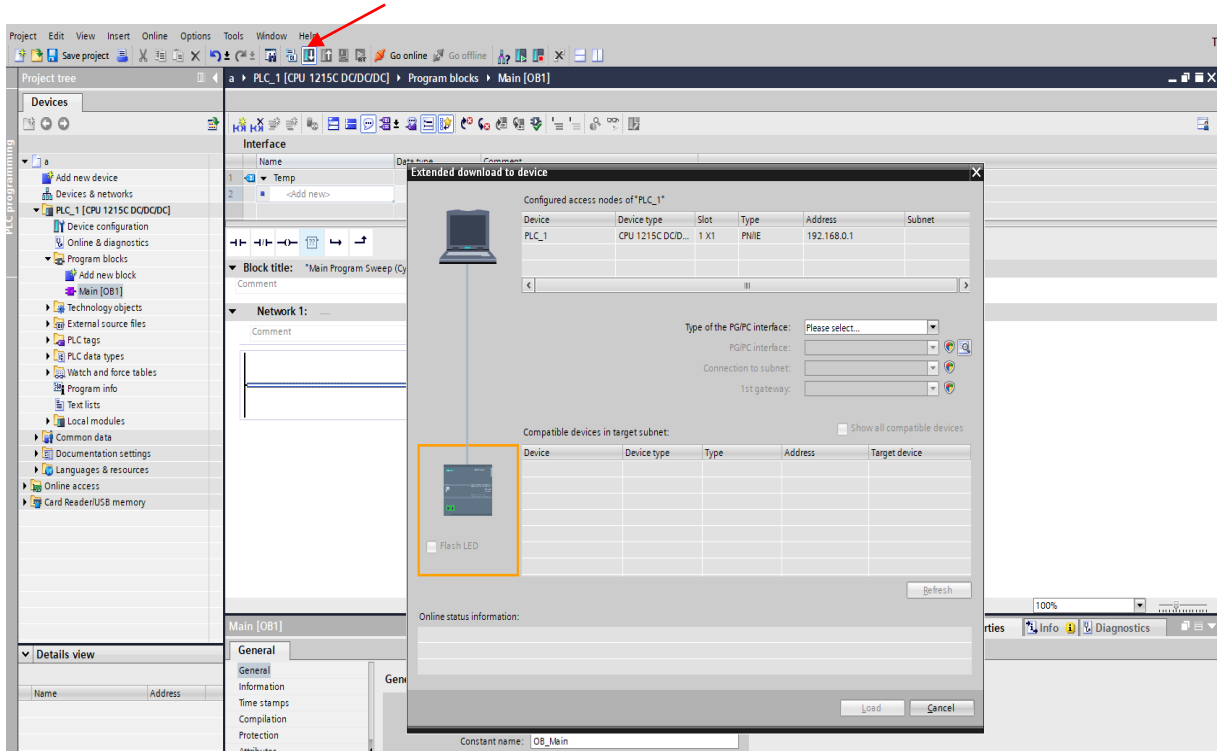 Project Edit View Insert Online Options Tools Window Help
Save project Go online Go offline T
Project tree
a PLC_1 [CPU 1215C DC/DC/DC] Program blocks Main [OB1]
Devices
PLC programming
Interface
Name Data type Comment
1 Temp
2 <Add new>
a
Add new device
Devices & networks
PLC_1 [CPU 1215C DC/DC/DC]
Device configuration
Online & diagnostics
Program blocks
Add new block
Main [OB1]
Technology objects
External source files
PLC tags
PLC data types
Watch and force tables
Program info
Text lists
Local modules
Common data
Documentation settings
Languages & resources
Online access
Card Reader/USB memory
Details view
Name Address
Block title: "Main Program Sweep (Cy
Comment
Network 1:
Comment
Extended download to device
Configured access nodes of "PLC_1"
Device Device type Slot Type Address Subnet
PLC_1 CPU 1215C DC/D... 1 X1 PN/IE 192.168.0.1
Type of the PG/PC interface: Please select...
PG/PC interface:
Connection to subnet:
1st gateway:
Compatible devices in target subnet: Show all compatible devices
Device Device type Type Address Target device
Flash LED
Refresh
Online status information:
Load Cancel
100%
Main [OB1]
rties Info Diagnostics
General
General
Information
Time stamps
Compilation
Protection
Attributes
Gene
Constant name: OB_Main